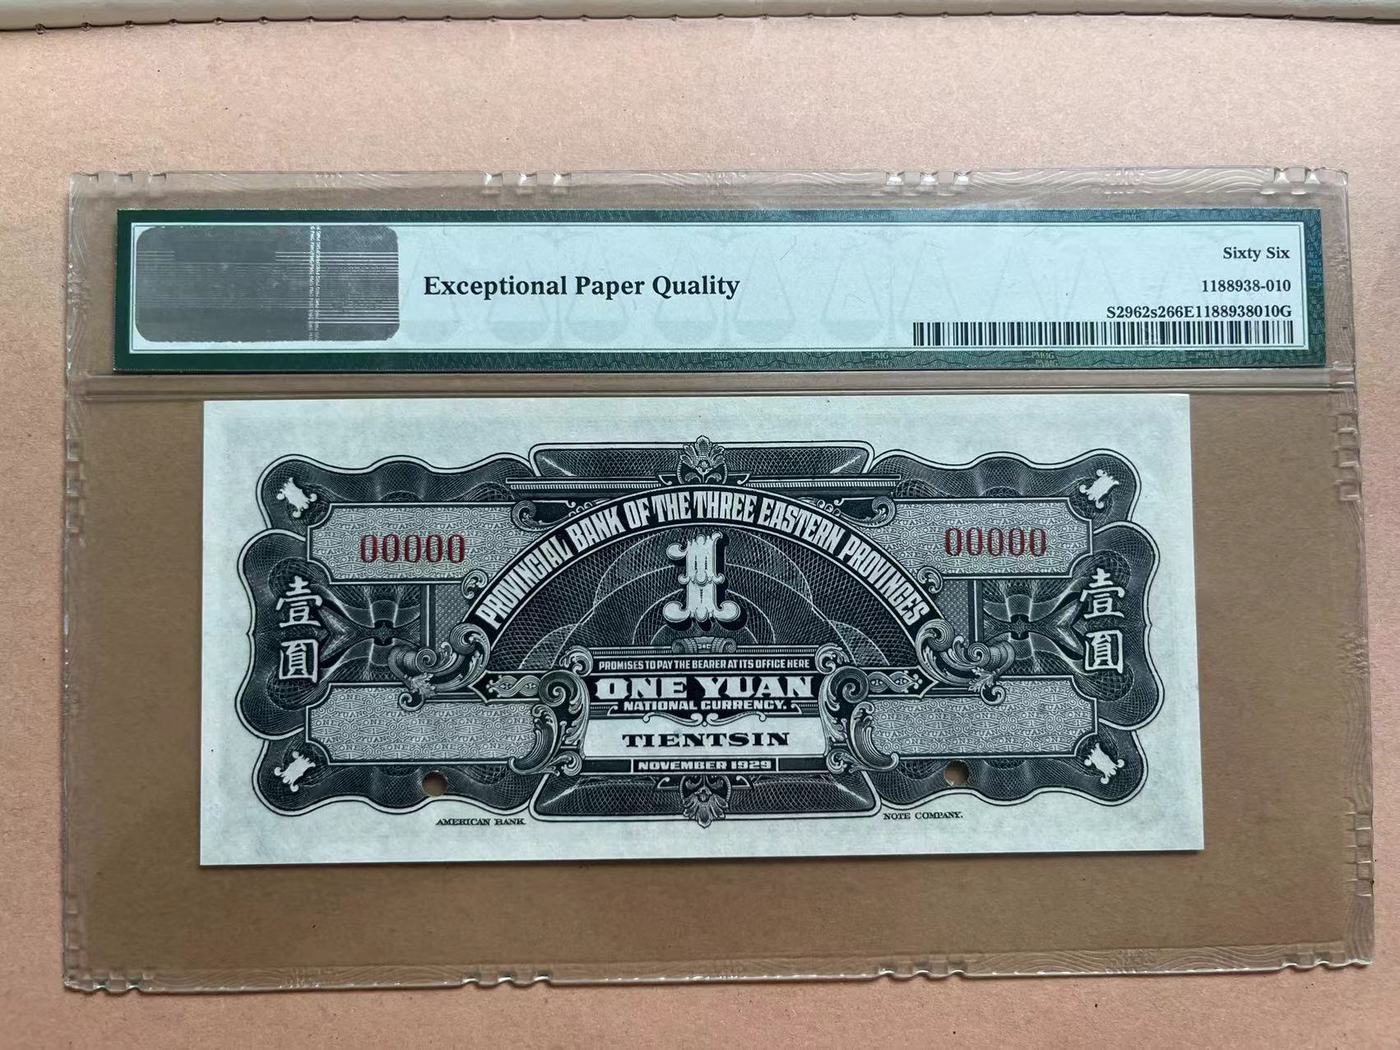 Sixty Six
Exceptional Paper Quality
1188938-010
S2962s266E1188938010G
PROVINCIAL BANK OF THE THREE EASTERN PROVINCES
00000
00000
1
壹圓
壹圓
PROMISES TO PAY THE BEARER AT ITS OFFICE HERE
ONE YUAN
NATIONAL CURRENCY.
TIENTSIN
NOVEMBER 1929
AMERICAN BANK
NOTE COMPANY.